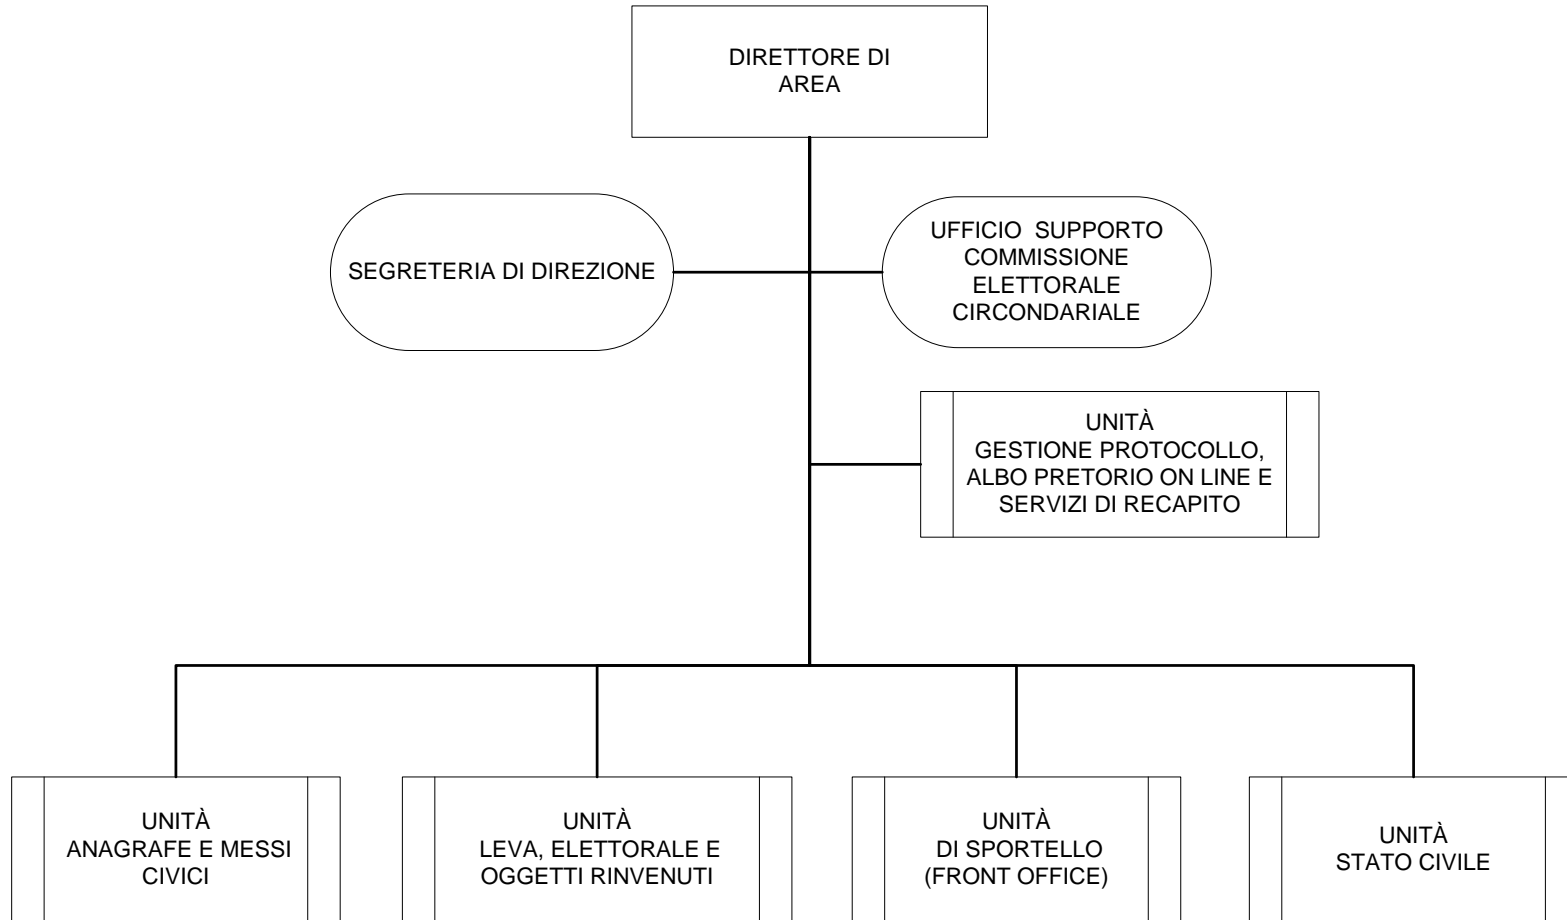 DIRETTORE DI
AREA
SEGRETERIA DI DIREZIONE
UFFICIO SUPPORTO
COMMISSIONE
ELETTORALE
CIRCONDARIALE
UNITÀ
GESTIONE PROTOCOLLO,
ALBO PRETORIO ON LINE E
SERVIZI DI RECAPITO
UNITÀ
ANAGRAFE E MESSI
CIVICI
UNITÀ
LEVA, ELETTORALE E
OGGETTI RINVENUTI
UNITÀ
DI SPORTELLO
(FRONT OFFICE)
UNITÀ
STATO CIVILE